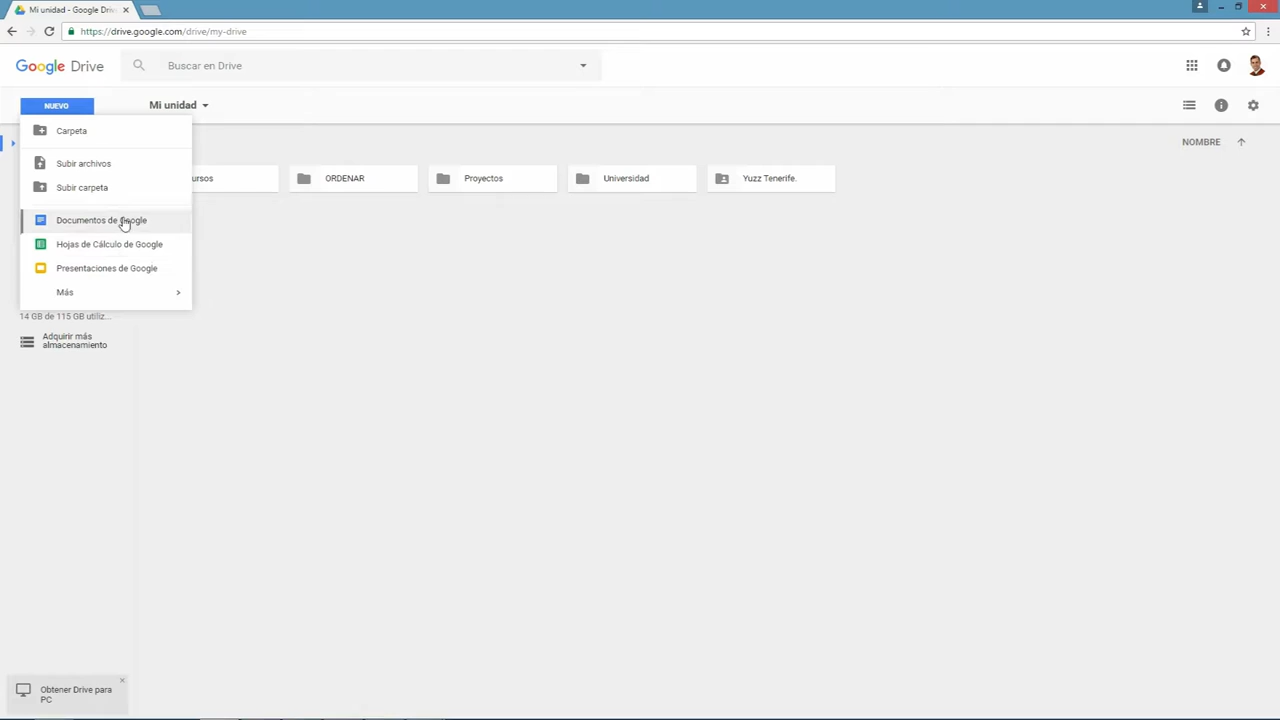 Mi unidad - Google Drive
https://drive.google.com/drive/my-drive
Google Drive
Buscar en Drive
NUEVO
Mi unidad
Carpeta
NOMBRE
Subir archivos
ursos
ORDENAR
Proyectos
Universidad
Yuzz Tenerife.
Subir carpeta
Documentos de Google
Hojas de Cálculo de Google
Presentaciones de Google
Más
14 GB de 115 GB utiliz...
Adquirir más
almacenamiento
Obtener Drive para
PC